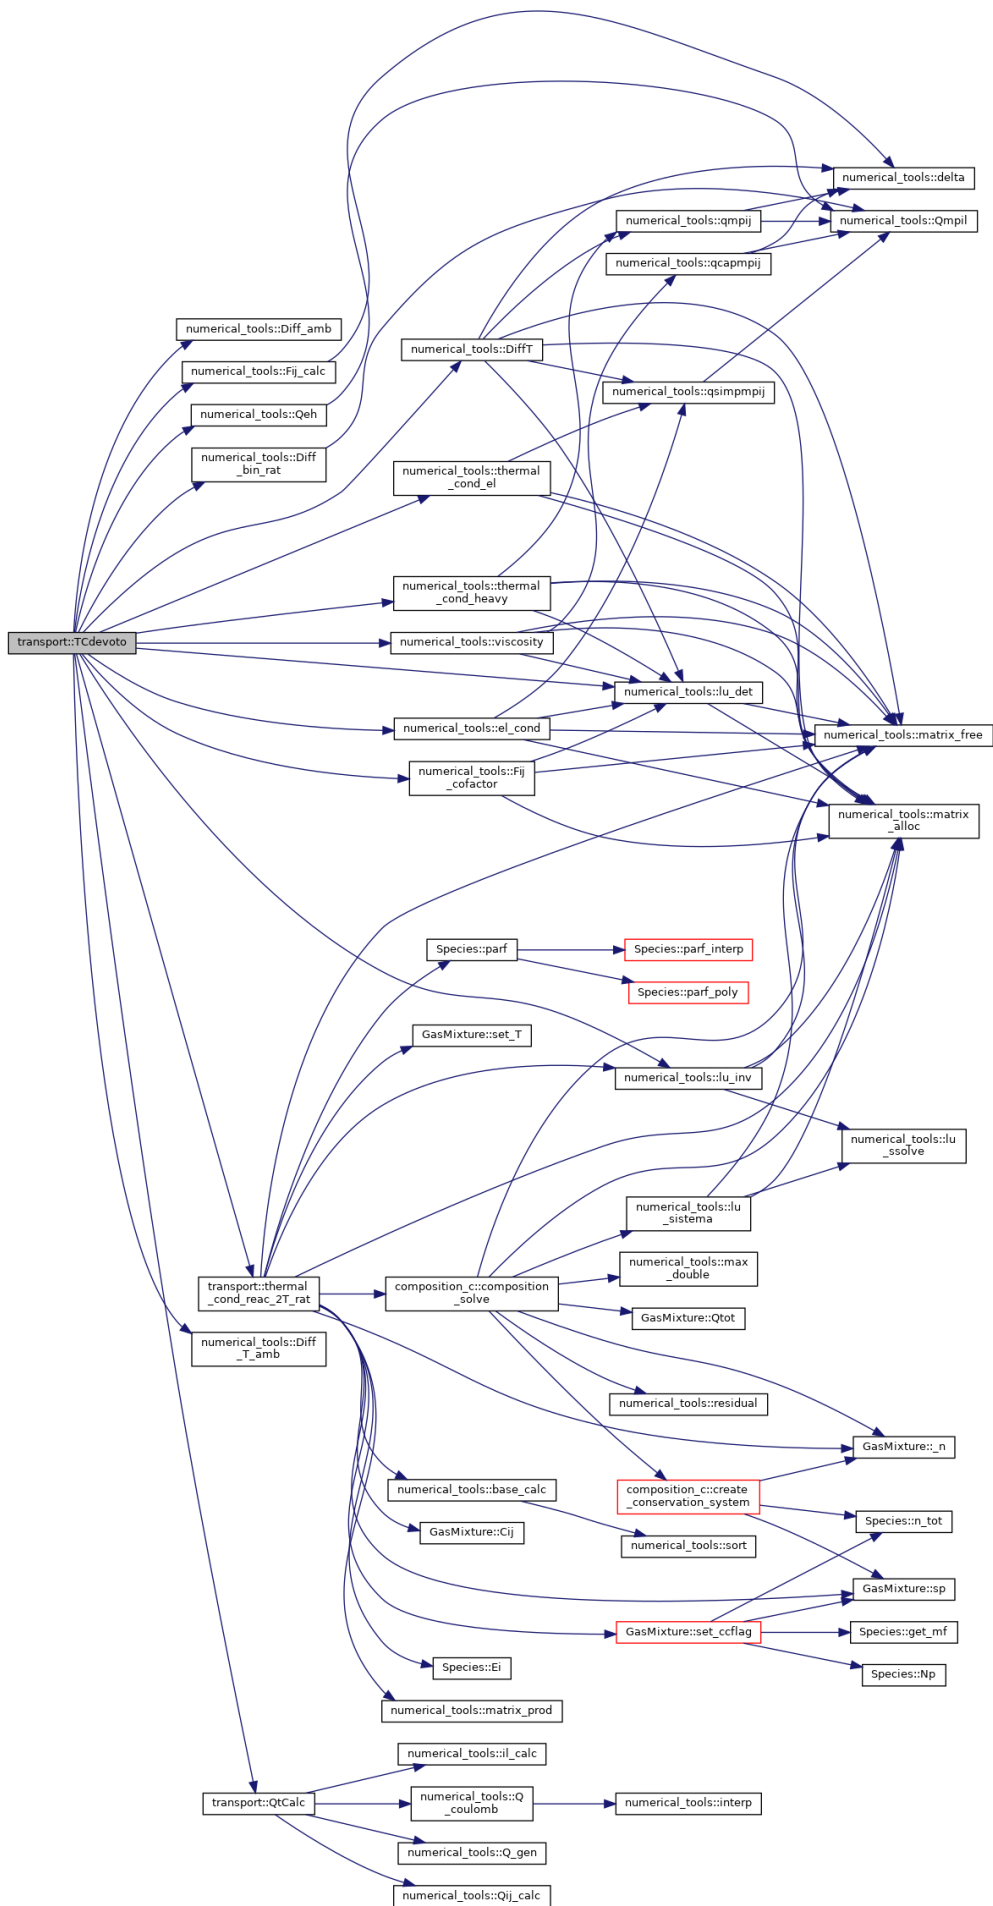 numerical_tools::delta
numerical_tools::qmpij
numerical_tools::Qmpil
numerical_tools::qcapmpij
numerical_tools::Diff_amb
numerical_tools::DiffT
numerical_tools::Fij_calc
numerical_tools::qsimpmpij
numerical_tools::Qeh
numerical_tools::Diff
_bin_rat
numerical_tools::thermal
_cond_el
numerical_tools::thermal
_cond_heavy
transport::TCdevoto
numerical_tools::viscosity
numerical_tools::lu_det
numerical_tools::el_cond
numerical_tools::matrix_free
numerical_tools::Fij
_cofactor
numerical_tools::matrix
_alloc
Species::parf
Species::parf_interp
Species::parf_poly
GasMixture::set_T
numerical_tools::lu_inv
numerical_tools::lu
_ssolve
numerical_tools::lu
_sistema
numerical_tools::max
_double
transport::thermal
_cond_reac_2T_rat
composition_c::composition
_solve
GasMixture::Qtot
numerical_tools::Diff
_T_amb
numerical_tools::residual
GasMixture::_n
numerical_tools::base_calc
composition_c::create
_conservation_system
Species::n_tot
GasMixture::Cij
numerical_tools::sort
GasMixture::sp
GasMixture::set_ccflag
Species::get_mf
Species::Ei
Species::Np
numerical_tools::matrix_prod
numerical_tools::il_calc
transport::QtCalc
numerical_tools::Q
_coulomb
numerical_tools::interp
numerical_tools::Q_gen
numerical_tools::Qij_calc